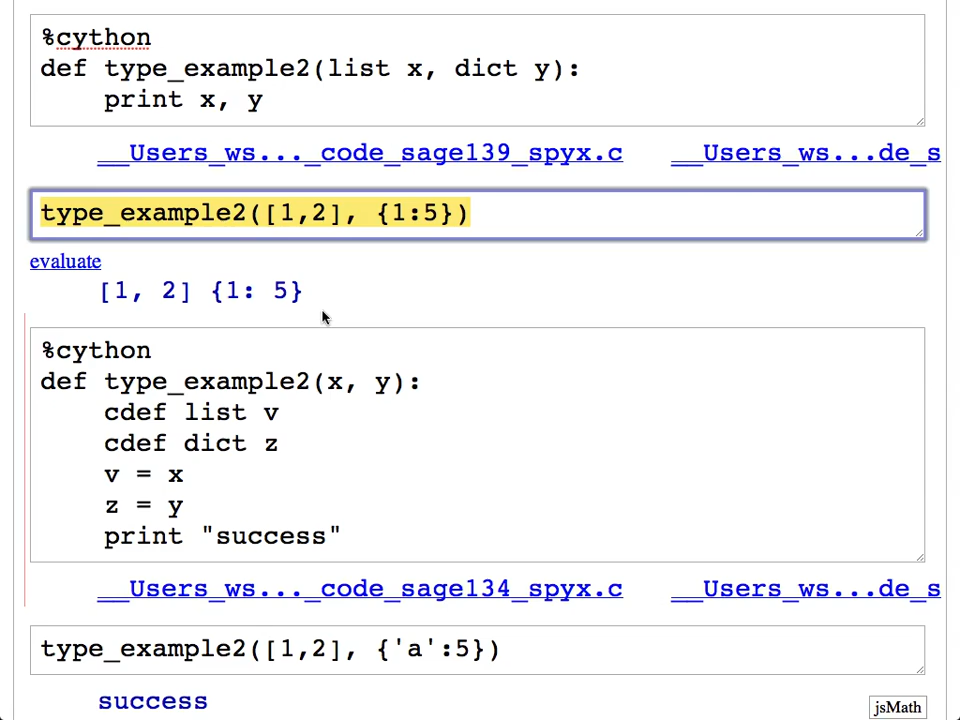 %cython
def type_example2(list x, dict y):
    print x, y
__Users_ws..._code_sage139_spyx.c   __Users_ws...de_s
type_example2([1,2], {1:5})
evaluate
[1, 2] {1: 5}
%cython
def type_example2(x, y):
    cdef list v
    cdef dict z
    v = x
    z = y
    print "success"
__Users_ws..._code_sage134_spyx.c   __Users_ws...de_s
type_example2([1,2], {'a':5})
success
jsMath